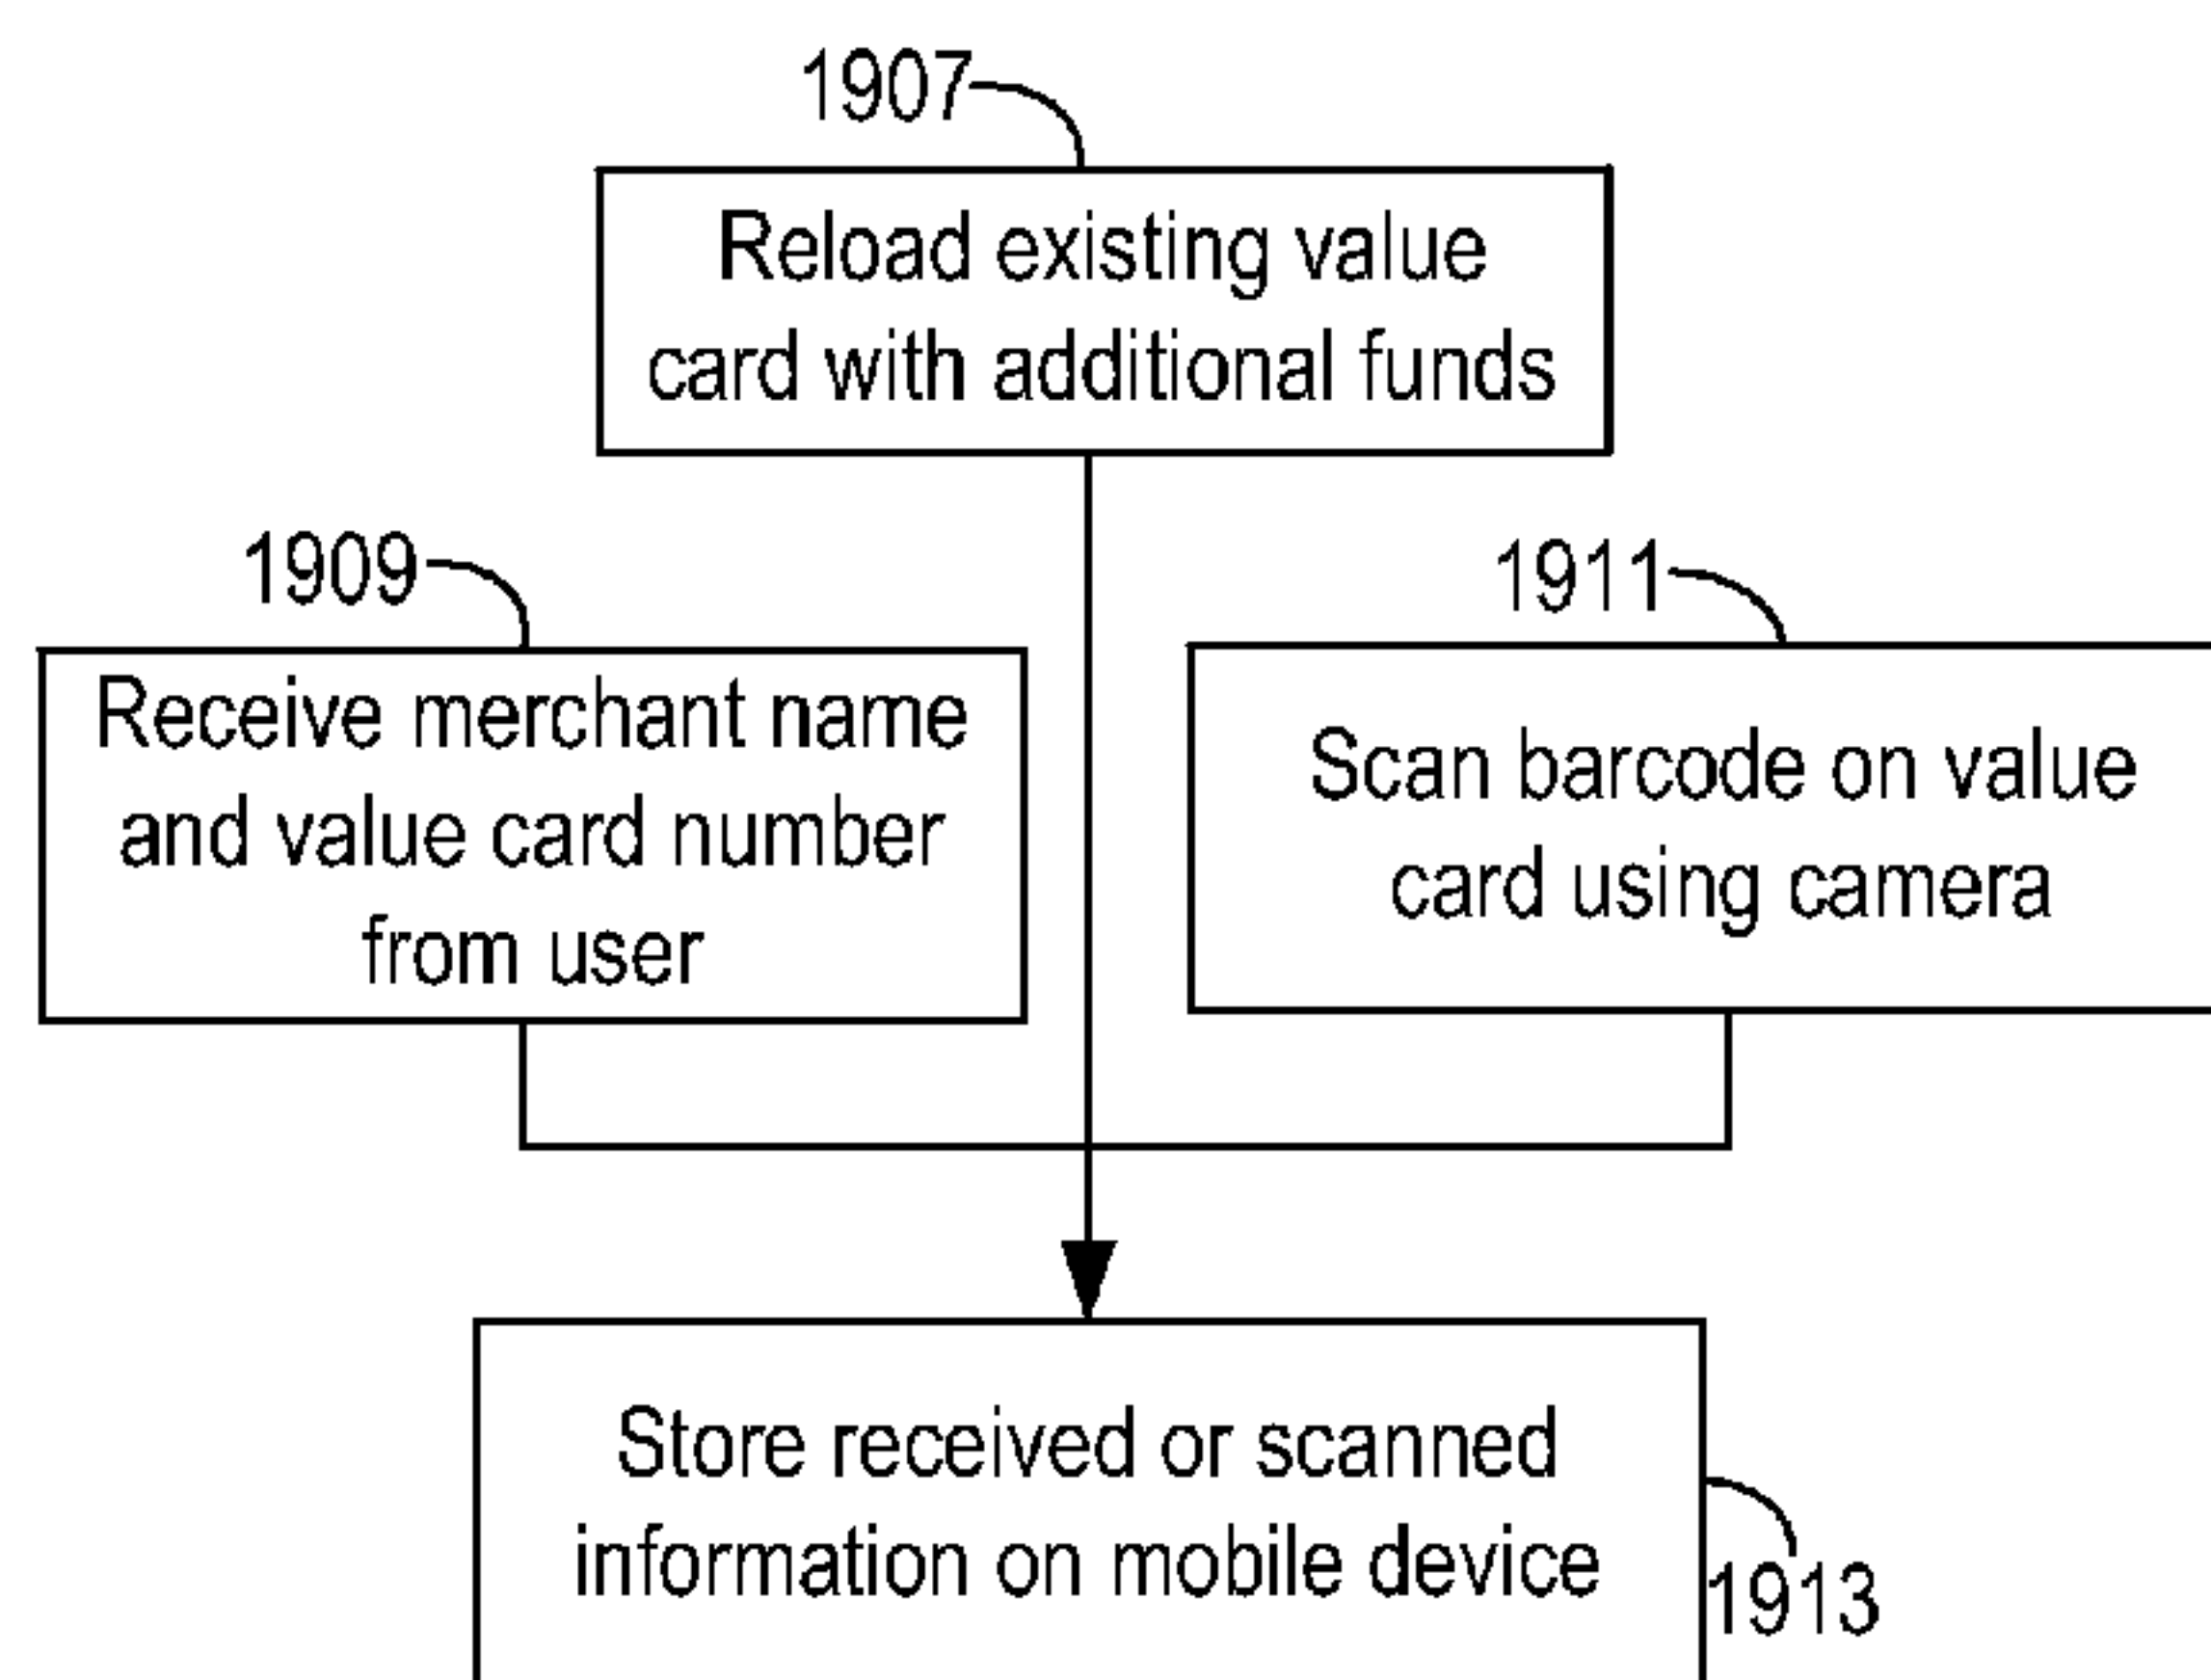 1907
Reload existing value
card with additional funds
1909
Receive merchant name
and value card number
from user
1911
Scan barcode on value
card using camera
Store received or scanned
information on mobile device
1913